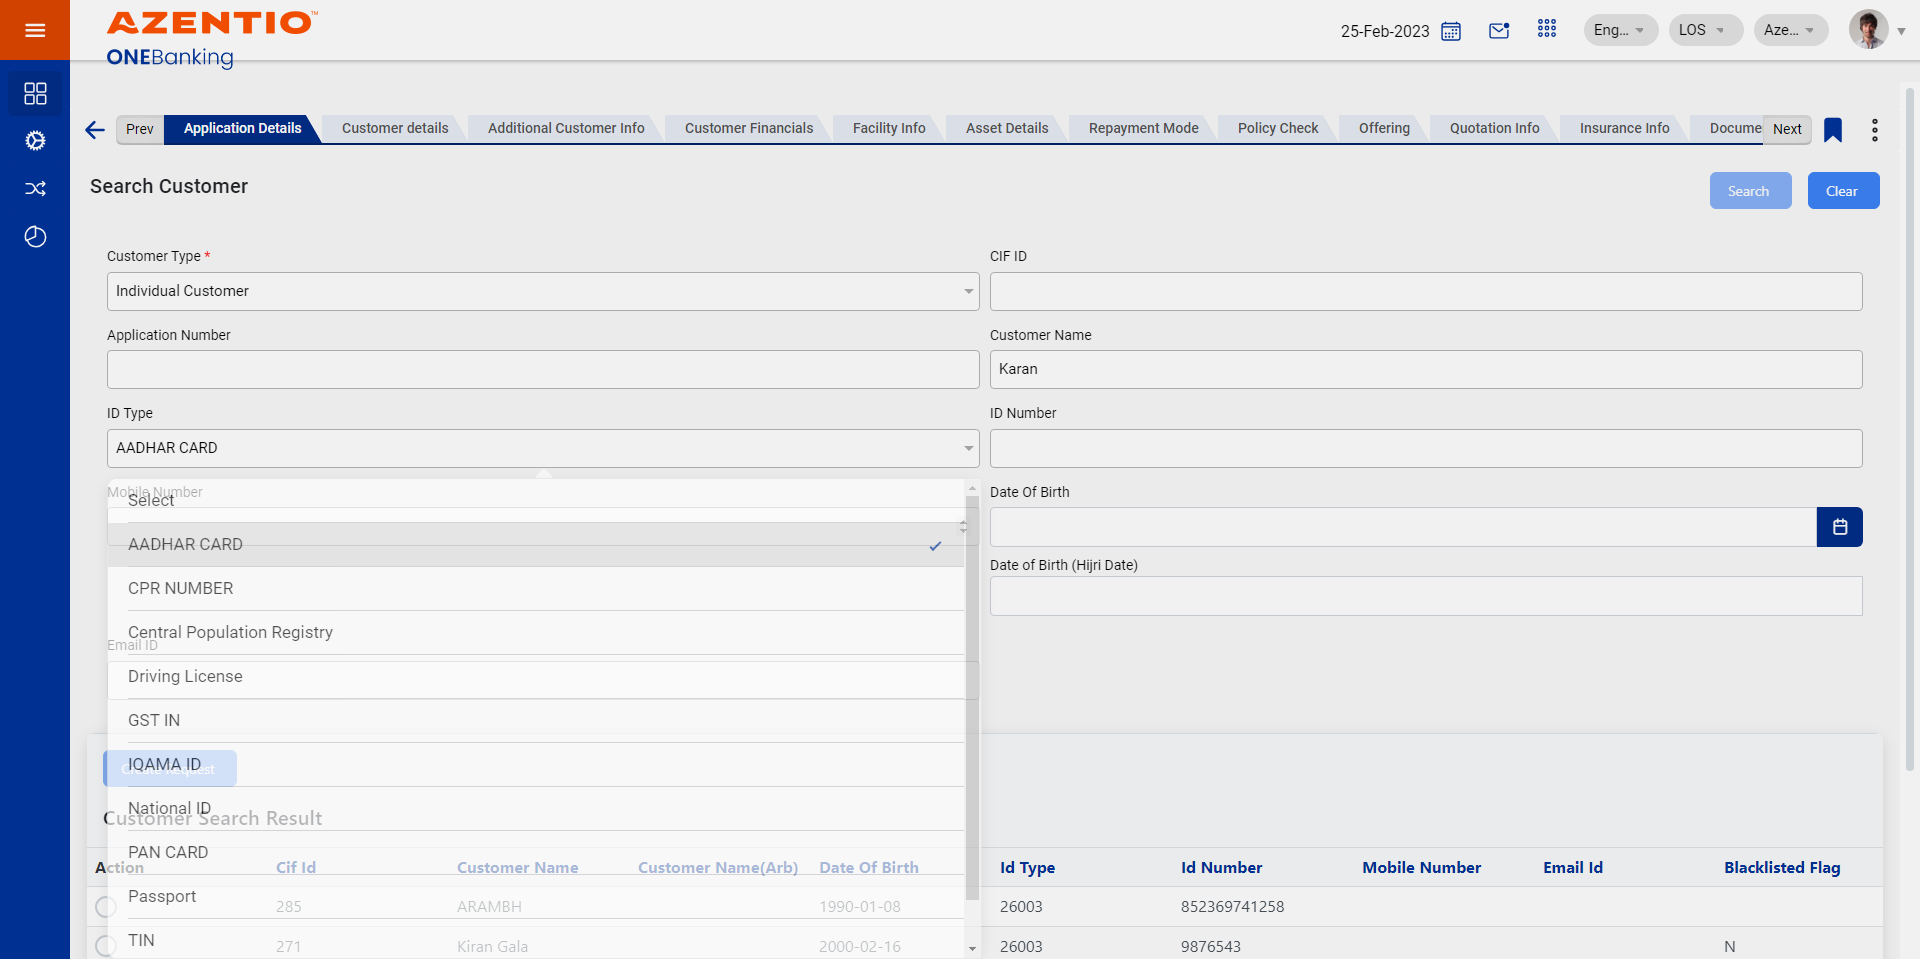 AZENTIO™
ONEBanking
25-Feb-2023
Eng...
LOS
Aze...
Prev
Application Details
Customer details
Additional Customer Info
Customer Financials
Facility Info
Asset Details
Repayment Mode
Policy Check
Offering
Quotation Info
Insurance Info
Docume
Next
Search Customer
Search
Clear
Customer Type *
CIF ID
Individual Customer
Application Number
Customer Name
Karan
ID Type
ID Number
AADHAR CARD
Mobile Number
Date Of Birth
Select
AADHAR CARD
Date of Birth (Hijri Date)
CPR NUMBER
Central Population Registry
Email ID
Driving License
GST IN
IQAMA ID
Create Request
National ID
Customer Search Result
PAN CARD
Action Cif Id Customer Name Customer Name(Arb) Date Of Birth Id Type Id Number Mobile Number Email Id Blacklisted Flag
Passport
285 ARAMBH 1990-01-08 26003 852369741258
TIN
271 Kiran Gala 2000-02-16 26003 9876543 N